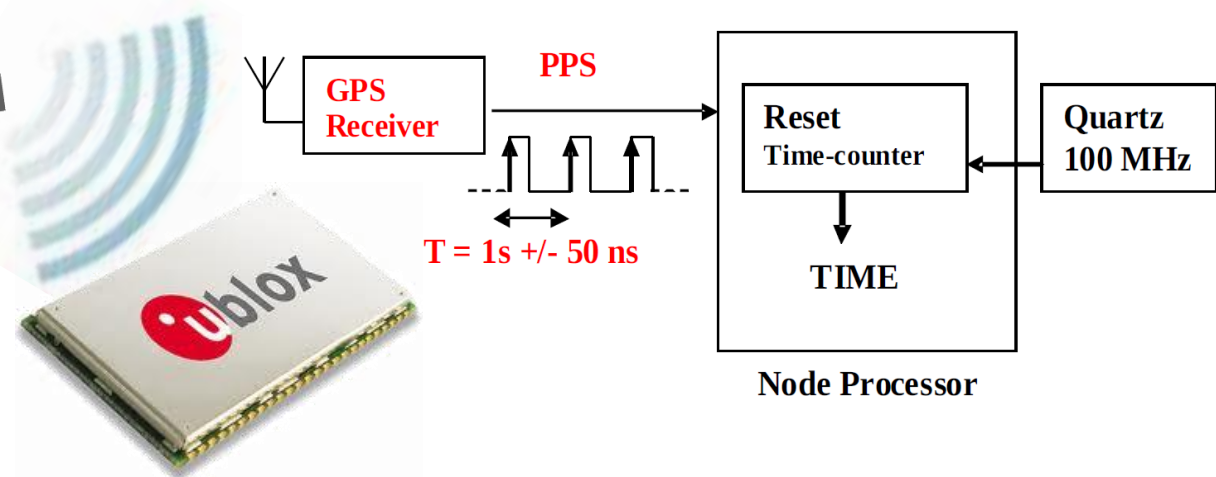 GPS
Receiver
PPS
T = 1s +/- 50 ns
Reset
Time-counter
TIME
Node Processor
Quartz
100 MHz
ublox